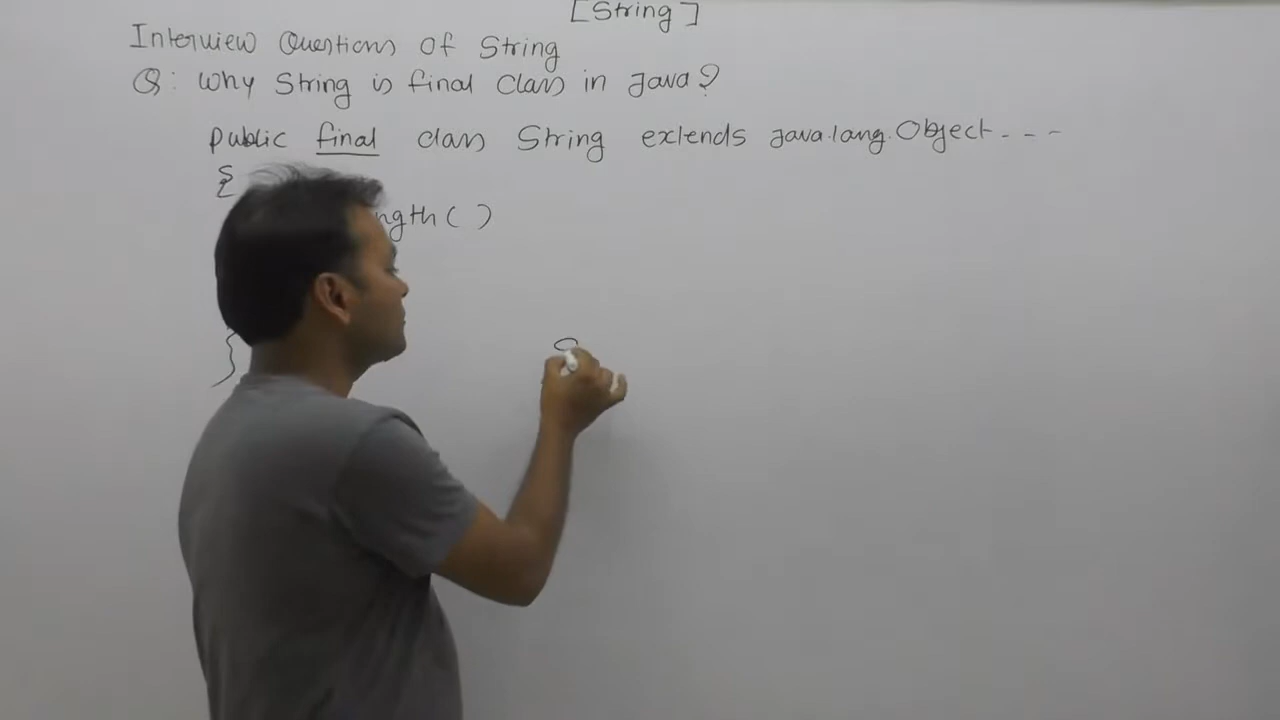 [String]
Interview Questions of String
Q: Why String is final Class in Java?
public final class String extends java.lang.Object - - -
{
ngth ( )
}